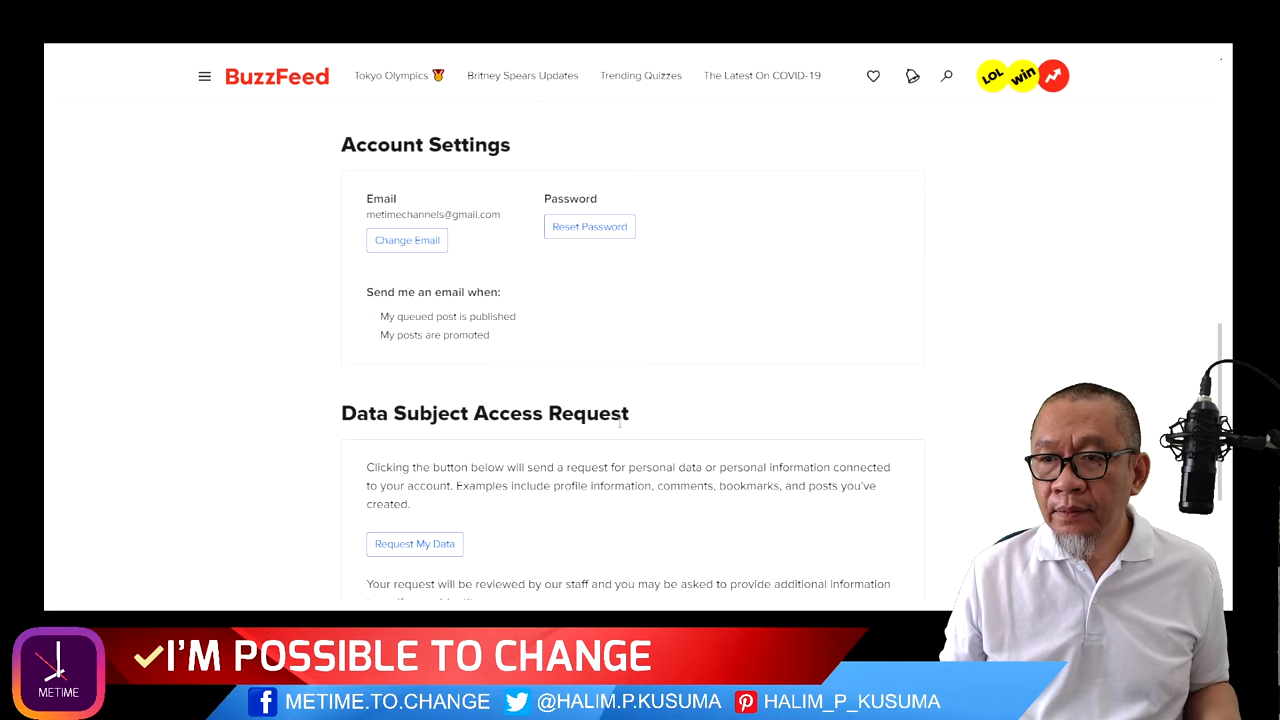 BuzzFeed Tokyo Olympics Britney Spears Updates Trending Quizzes The Latest On COVID-19 LOL win
Account Settings
Email Password
metimechannels@gmail.com Reset Password
Change Email
Send me an email when:
My queued post is published
My posts are promoted
Data Subject Access Request
Clicking the button below will send a request for personal data or personal information connected
to your account. Examples include profile information, comments, bookmarks, and posts you've
created.
Request My Data
Your request will be reviewed by our staff and you may be asked to provide additional information
I'M POSSIBLE TO CHANGE
METIME
METIME.TO.CHANGE @HALIM.P.KUSUMA HALIM_P_KUSUMA